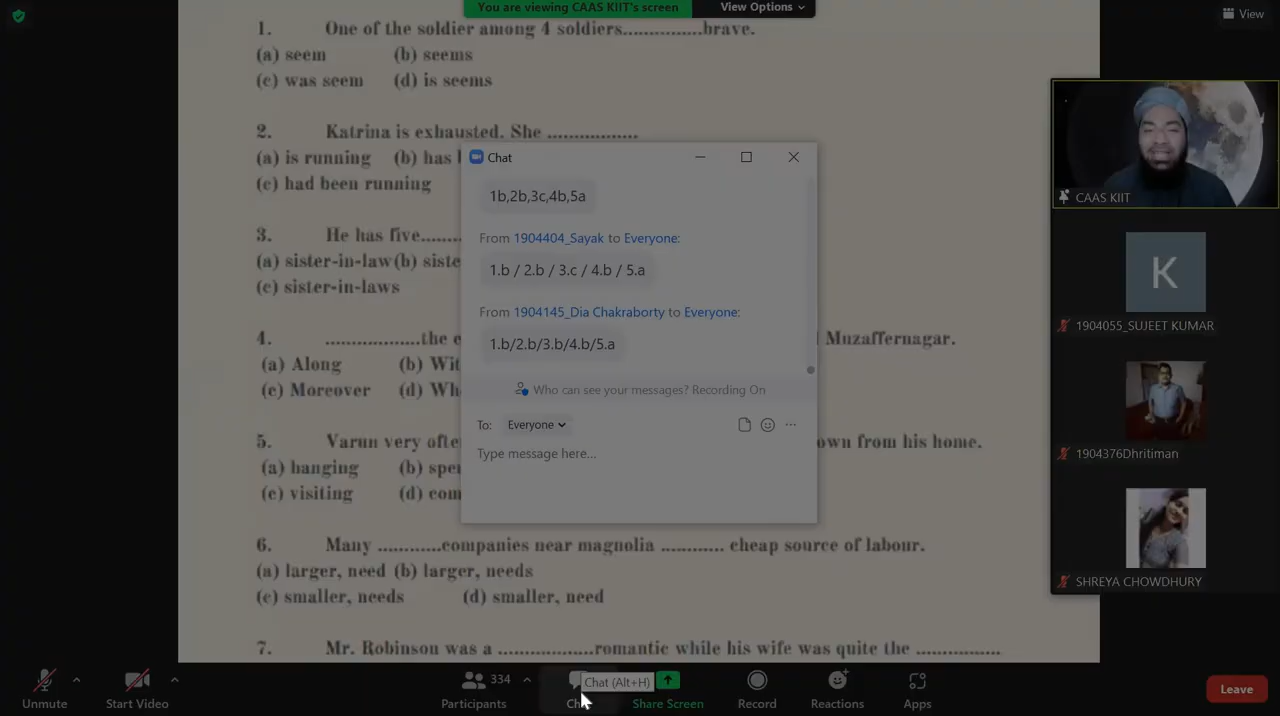 You are viewing CAAS KIIT's screen
View Options
View
1. One of the soldier among 4 soldiers...............brave.
(a) seem (b) seems
(c) was seem (d) is seems
2. Katrina is exhausted. She .................
(a) is running (b) has
(c) had been running
3. He has five.......
(a) sister-in-law(b) siste
(c) sister-in-laws
4. .................the e
Muzaffernagar.
(a) Along (b) Wit
(c) Moreover (d) Wh
5. Varun very ofte
own from his home.
(a) hanging (b) spe
(c) visiting (d) com
6. Many ............companies near magnolia ............ cheap source of labour.
(a) larger, need (b) larger, needs
(c) smaller, needs (d) smaller, need
7. Mr. Robinson was a .................romantic while his wife was quite the ...............
Chat
1b,2b,3c,4b,5a
From 1904404_Sayak to Everyone:
1.b / 2.b / 3.c / 4.b / 5.a
From 1904145_Dia Chakraborty to Everyone:
1.b/2.b/3.b/4.b/5.a
Who can see your messages? Recording On
To: Everyone
Type message here...
CAAS KIIT
K
1904055_SUJEET KUMAR
1904376Dhritiman
SHREYA CHOWDHURY
Unmute
Start Video
334
Participants
Chat (Alt+H)
Share Screen
Record
Reactions
Apps
Leave